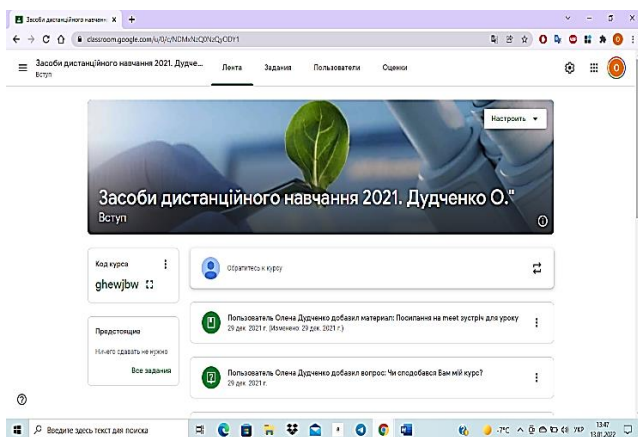 Засоби дистанційного навчання
classroom.google.com/u/0/c/NDMxNzQ0NzQyODY1
Засоби дистанційного навчання 2021. Дудче...
Вступ
Лента Задания Пользователи Оценки
Настроить
Засоби дистанційного навчання 2021. Дудченко О."
Вступ
Код курса
ghewjbw
Обратитесь к курсу
Пользователь Олена Дудченко добавил материал: Посилання на meet зустріч для уроку
29 дек. 2021 г. (Изменено: 29 дек. 2021 г.)
Предстоящие
Ничего сдавать не нужно
Все задания
Пользователь Олена Дудченко добавил вопрос: Чи сподобався Вам мій курс?
29 дек. 2021 г.
Введите здесь текст для поиска
-7°C
УКР
13:47
13.01.2022